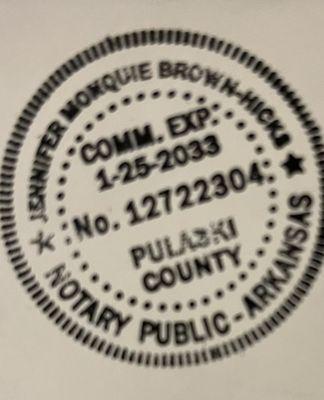 JENNIFER MONQUIE BROWN-HICKS
COMM. EXP.
1-25-2033
No. 12722304
PULASKI
COUNTY
NOTARY PUBLIC-ARKANSAS